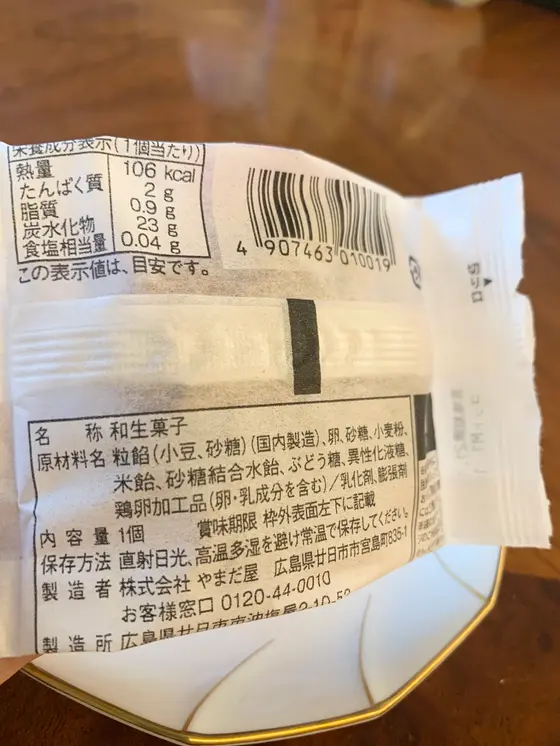 栄養成分表示(1個当たり)
熱量 106 kcal
たんぱく質 2 g
脂質 0.9 g
炭水化物 23 g
食塩相当量 0.04 g
この表示値は、目安です。
4 907463 010019
切り口
名 称 和生菓子
原材料名 粒餡(小豆、砂糖)(国内製造)、卵、砂糖、小麦粉、
米飴、砂糖結合水飴、ぶどう糖、異性化液糖、
鶏卵加工品(卵・乳成分を含む)/乳化剤、膨張剤
内容量 1個 賞味期限 枠外表面左下に記載
保存方法 直射日光、高温多湿を避け常温で保存してください。
製造者 株式会社 やまだ屋 広島県廿日市市宮島町835-1
お客様窓口 0120-44-0010
製造所 広島県廿日市市